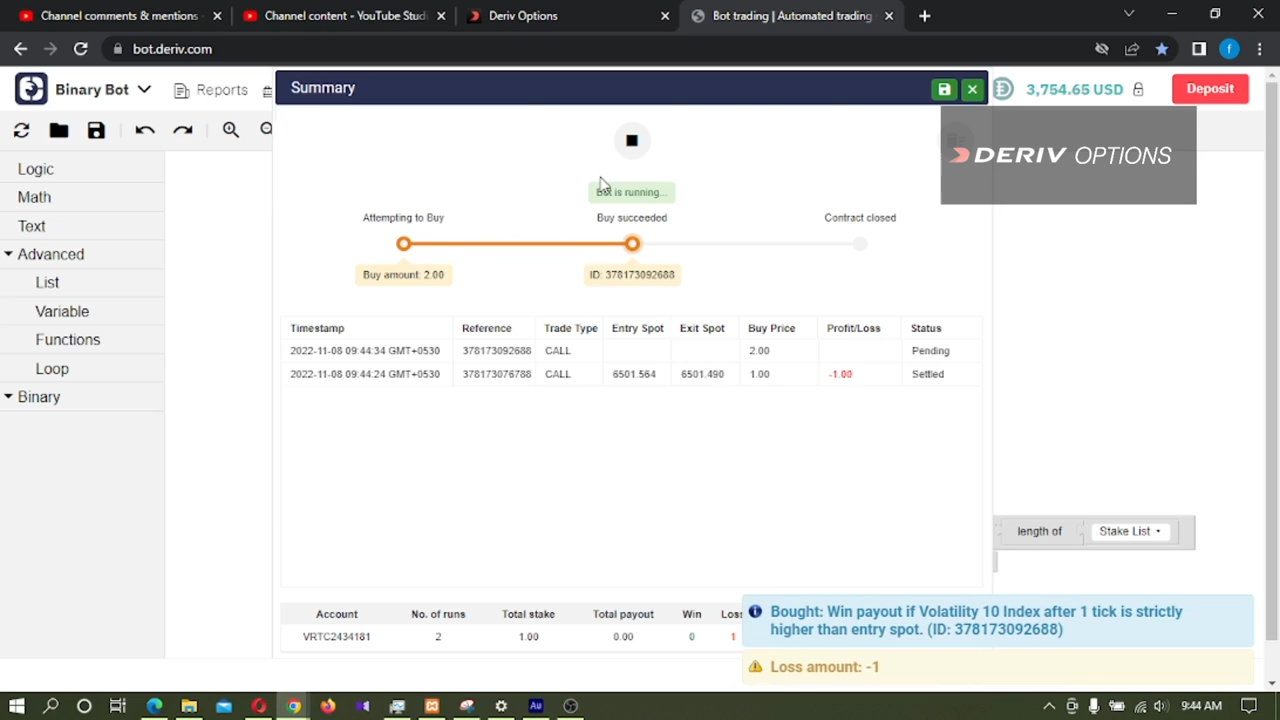 Channel comments & mentions -
Channel content - YouTube Studi
Deriv Options
Bot trading | Automated trading
bot.deriv.com
f
Binary Bot
Reports
Summary
3,754.65 USD
Deposit
DERIV OPTIONS
Logic
Math
Text
Advanced
List
Variable
Functions
Loop
Binary
Bot is running...
Attempting to Buy
Buy succeeded
Contract closed
Buy amount: 2.00
ID: 378173092688
Timestamp Reference Trade Type Entry Spot Exit Spot Buy Price Profit/Loss Status
2022-11-08 09:44:34 GMT+0530 378173092688 CALL 2.00 Pending
2022-11-08 09:44:24 GMT+0530 378173076788 CALL 6501.564 6501.490 1.00 -1.00 Settled
length of Stake List
Account No. of runs Total stake Total payout Win Loss
VRTC2434181 2 1.00 0.00 0 1
Bought: Win payout if Volatility 10 Index after 1 tick is strictly
higher than entry spot. (ID: 378173092688)
Loss amount: -1
Au
9:44 AM